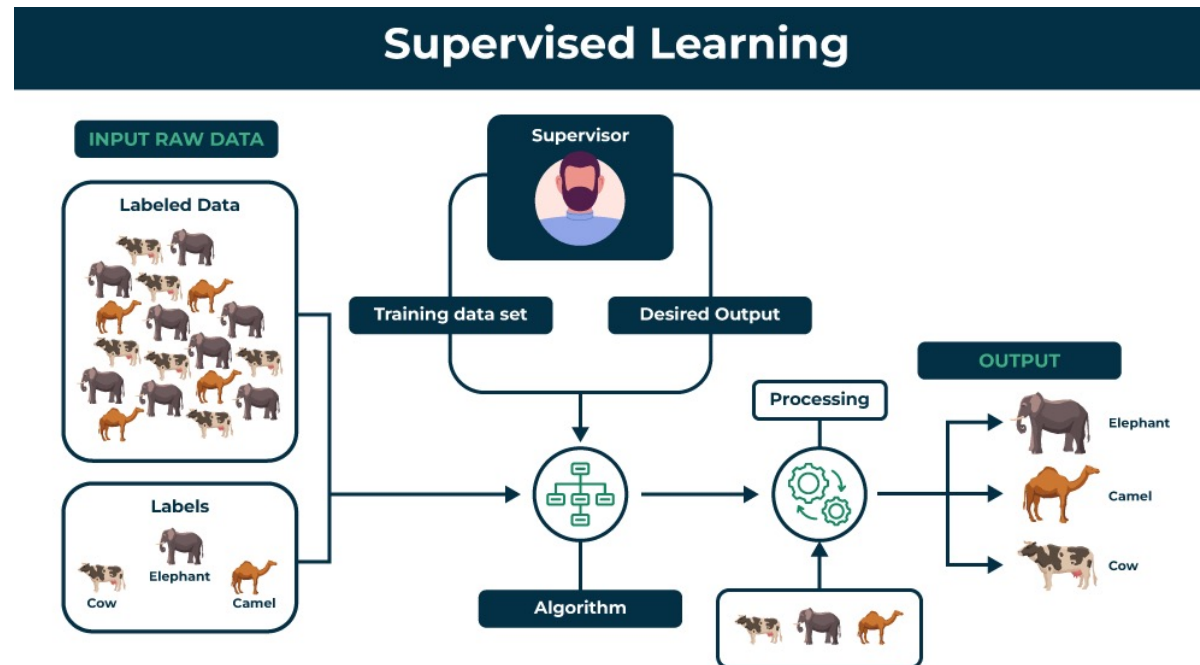 Supervised Learning
INPUT RAW DATA
Labeled Data
Labels
Elephant
Cow
Camel
Supervisor
Training data set
Desired Output
Algorithm
Processing
OUTPUT
Elephant
Camel
Cow